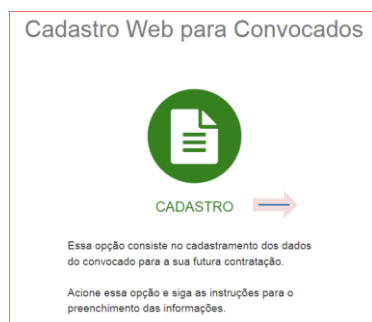 Cadastro Web para Convocados
CADASTRO
Essa opção consiste no cadastramento dos dados
do convocado para a sua futura contratação.
Acione essa opção e siga as instruções para o
preenchimento das informações.